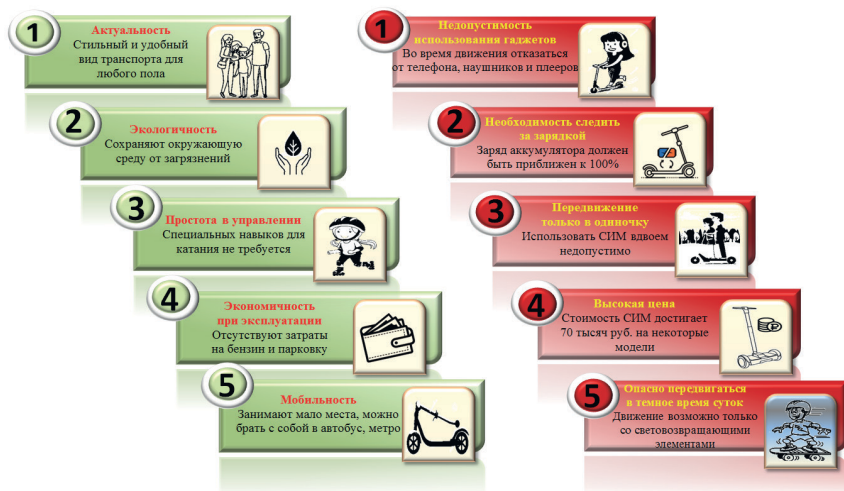 1
Актуальность
Стильный и удобный
вид транспорта для
любого пола
2
Экологичность
Сохраняют окружающую
среду от загрязнений
3
Простота в управлении
Специальных навыков для
катания не требуется
4
Экономичность
при эксплуатации
Отсутствуют затраты
на бензин и парковку
5
Мобильность
Занимают мало места, можно
брать с собой в автобус, метро
1
Недопустимость
использования гаджетов
Во время движения отказаться
от телефона, наушников и плееров
2
Необходимость следить
за зарядкой
Заряд аккумулятора должен
быть приближен к 100%
3
Передвижение
только в одиночку
Использовать СИМ вдвоем
недопустимо
4
Высокая цена
Стоимость СИМ достигает
70 тысяч руб. на некоторые
модели
5
Опасно передвигаться
в темное время суток
Движение возможно только
со световозвращающими
элементами